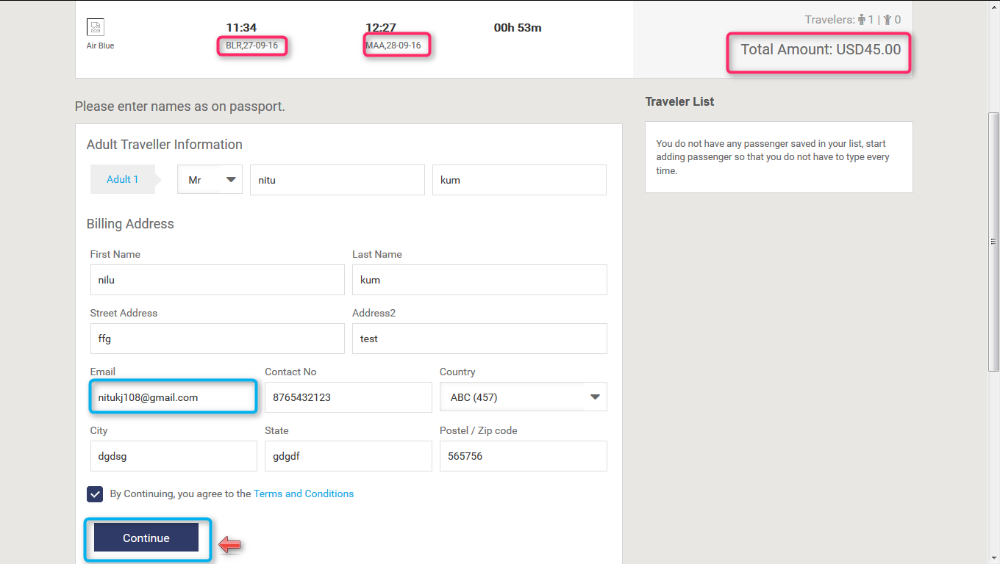 11:34 12:27 00h 53m
Travelers: 1 | 0
Air Blue BLR,27-09-16 MAA,28-09-16
Total Amount: USD45.00
Please enter names as on passport.
Traveler List
You do not have any passenger saved in your list, start
adding passenger so that you do not have to type every
time.
Adult Traveller Information
Adult 1 Mr nitu kum
Billing Address
First Name Last Name
nilu kum
Street Address Address2
ffg test
Email Contact No Country
nitukj108@gmail.com 8765432123 ABC (457)
City State Postel / Zip code
dgdsg gdgdf 565756
By Continuing, you agree to the Terms and Conditions
Continue